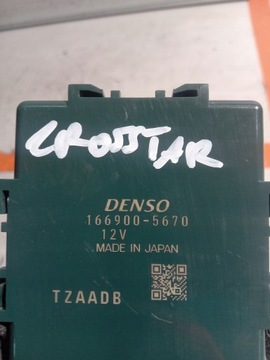 CROSSTAR
DENSO
166900-5670
12V
MADE IN JAPAN
TZAADB